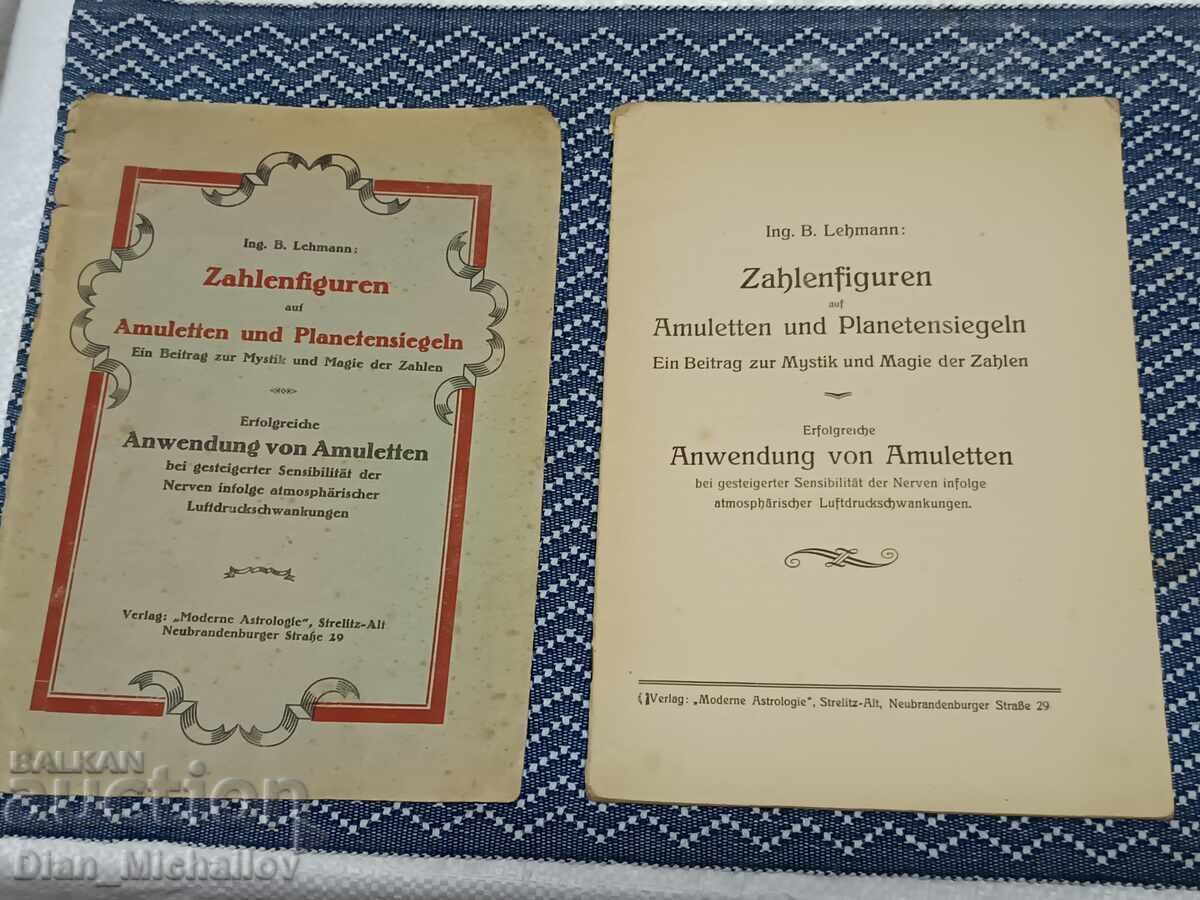 Ing. B. Lehmann:
Zahlenfiguren
auf
Amuletten und Planetensiegeln
Ein Beitrag zur Mystik und Magie der Zahlen
Erfolgreiche
Anwendung von Amuletten
bei gesteigerter Sensibilität der
Nerven infolge atmosphärischer
Luftdruckschwankungen
Verlag: „Moderne Astrologie“, Strelitz-Alt
Neubrandenburger Straße 29
Ing. B. Lehmann:
Zahlenfiguren
auf
Amuletten und Planetensiegeln
Ein Beitrag zur Mystik und Magie der Zahlen
Erfolgreiche
Anwendung von Amuletten
bei gesteigerter Sensibilität der Nerven infolge
atmosphärischer Luftdruckschwankungen.
Verlag: „Moderne Astrologie“, Strelitz-Alt, Neubrandenburger Straße 29
BALKAN
auction
Dian_Michailov